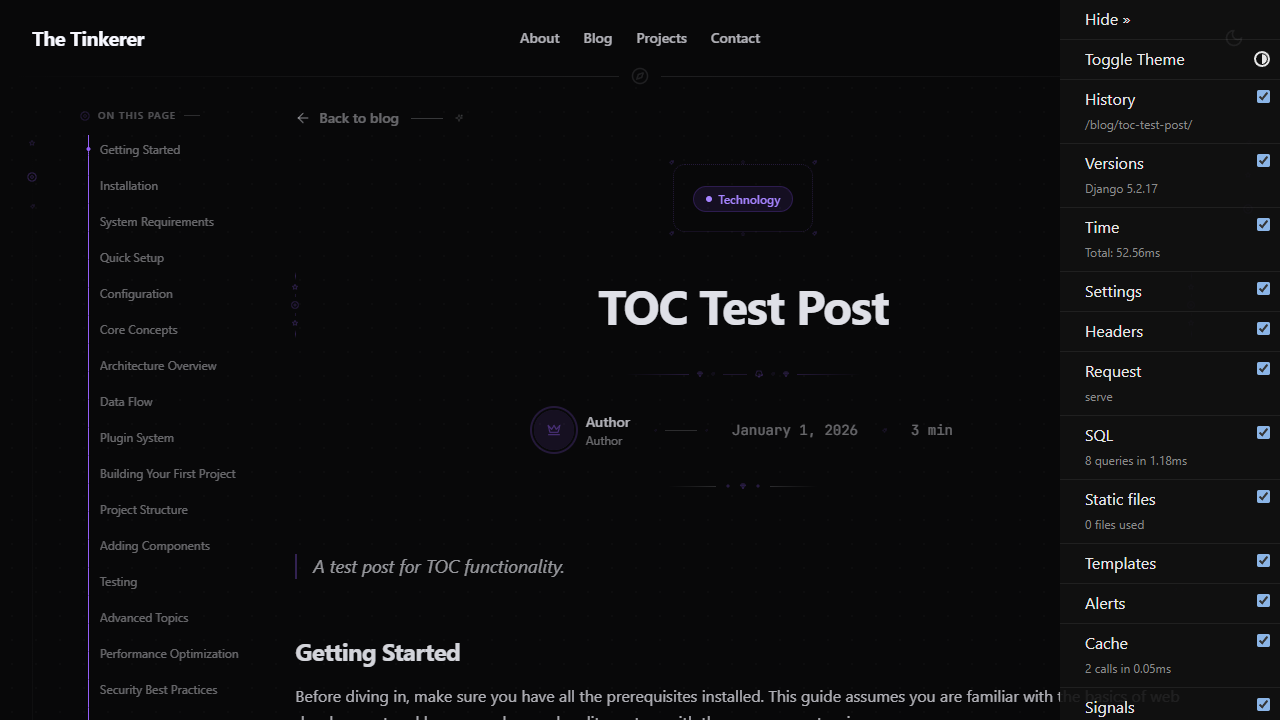 The Tinkerer
About
Blog
Projects
Contact
ON THIS PAGE
Getting Started
Installation
System Requirements
Quick Setup
Configuration
Core Concepts
Architecture Overview
Data Flow
Plugin System
Building Your First Project
Project Structure
Adding Components
Testing
Advanced Topics
Performance Optimization
Security Best Practices
Back to blog
Technology
TOC Test Post
Author
Author
January 1, 2026
3 min
A test post for TOC functionality.
Getting Started
Before diving in, make sure you have all the prerequisites installed. This guide assumes you are familiar with the basics of web
Hide »
Toggle Theme
History
/blog/toc-test-post/
Versions
Django 5.2.17
Time
Total: 52.56ms
Settings
Headers
Request
serve
SQL
8 queries in 1.18ms
Static files
0 files used
Templates
Alerts
Cache
2 calls in 0.05ms
Signals